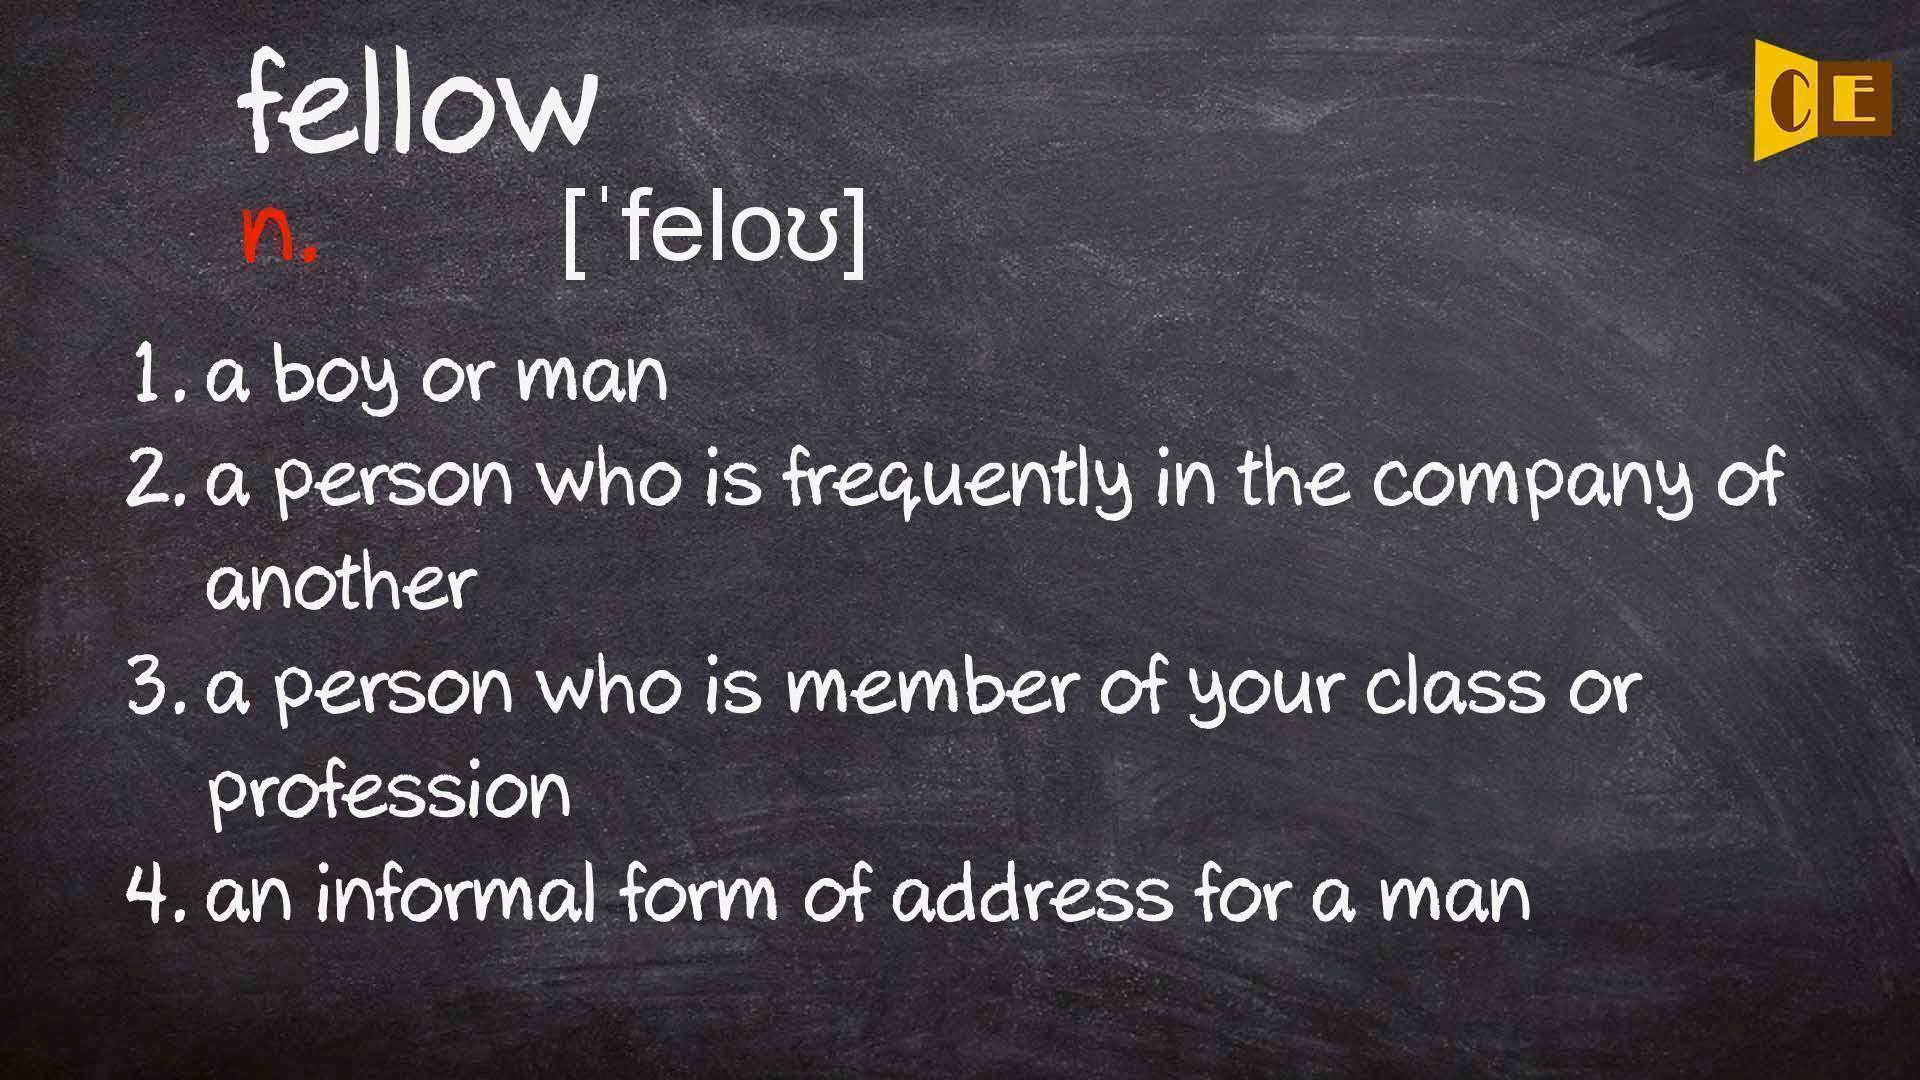 fellow
CE
n. [ˈfeloʊ]
1. a boy or man
2. a person who is frequently in the company of
another
3. a person who is member of your class or
profession
4. an informal form of address for a man